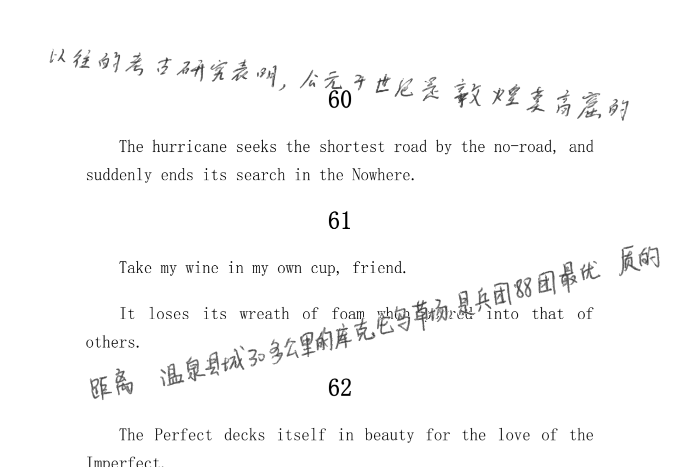 以往的考古研究表明,公元于世尼是敦煌莫高窟的
60
The hurricane seeks the shortest road by the no-road, and
suddenly ends its search in the Nowhere.
61
Take my wine in my own cup, friend.
It loses its wreath of foam when poured into that of
others.
距离 温泉县城30多公里的库克它乌草场是兵团88团最优 质的
62
The Perfect decks itself in beauty for the love of the
Imperfect.